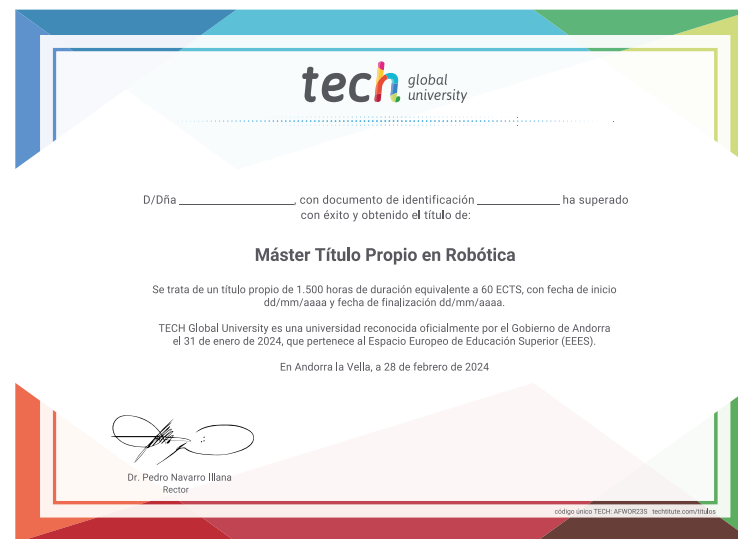 tech global
university
D/Dña ____________________, con documento de identificación ______________ ha superado
con éxito y obtenido el título de:
Máster Título Propio en Robótica
Se trata de un título propio de 1.500 horas de duración equivalente a 60 ECTS, con fecha de inicio
dd/mm/aaaa y fecha de finalización dd/mm/aaaa.
TECH Global University es una universidad reconocida oficialmente por el Gobierno de Andorra
el 31 de enero de 2024, que pertenece al Espacio Europeo de Educación Superior (EEES).
En Andorra la Vella, a 28 de febrero de 2024
Dr. Pedro Navarro Illana
Rector
código único TECH: AFWOR23S techtitute.com/titulos